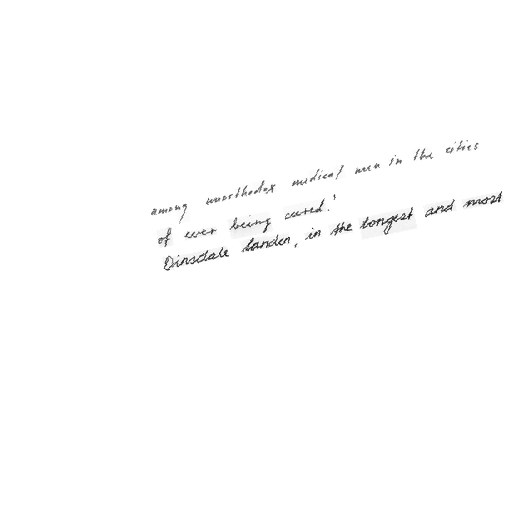 among unorthodox medical men in the cities
of ever being cured.'
Dinsdale Landen, in the longest and most